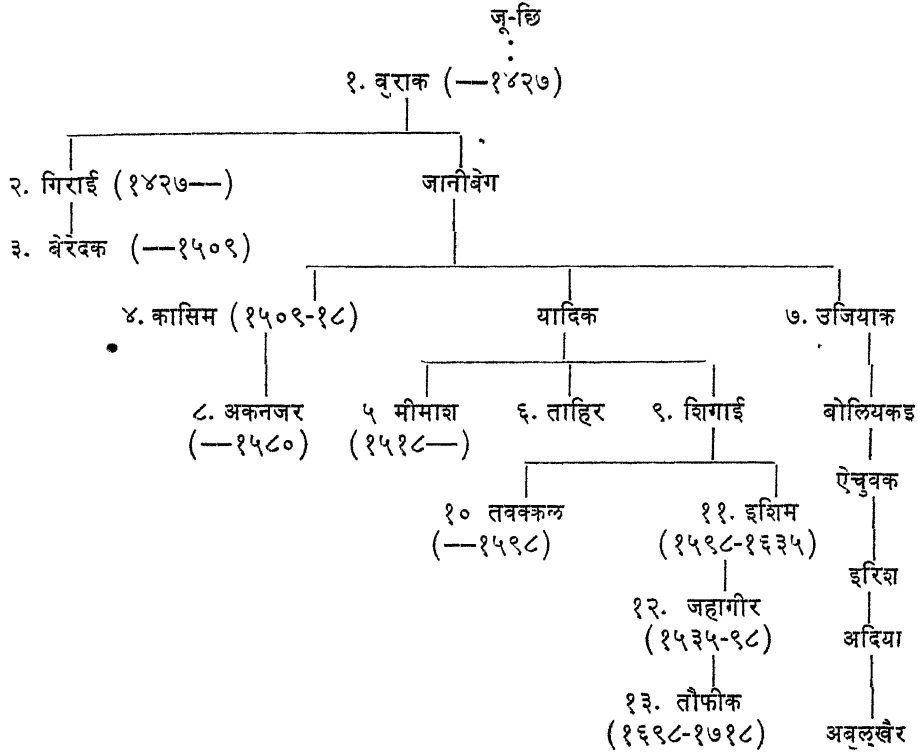 जू-छि
१. बुराक (—१४२७)
२. गिराई (१४२७—) जानीबेग
३. बेरेदक (—१५०९)
४. कासिम (१५०९-१८) यादिक ७. उजियाक्र
८. अकनजर ५ मीमाश ६. ताहिर ९. शिगाई बोलियकइ
(—१५८०) (१५१८—)
ऐचुवक
१० तवक्कल ११. इशिम
(—१५९८) (१५९८-१६३५)
इरिश
१२. जहागीर
(१५३५-९८) अदिया
१३. तौफीक
(१६९८-१७१८) अबुल्खैर